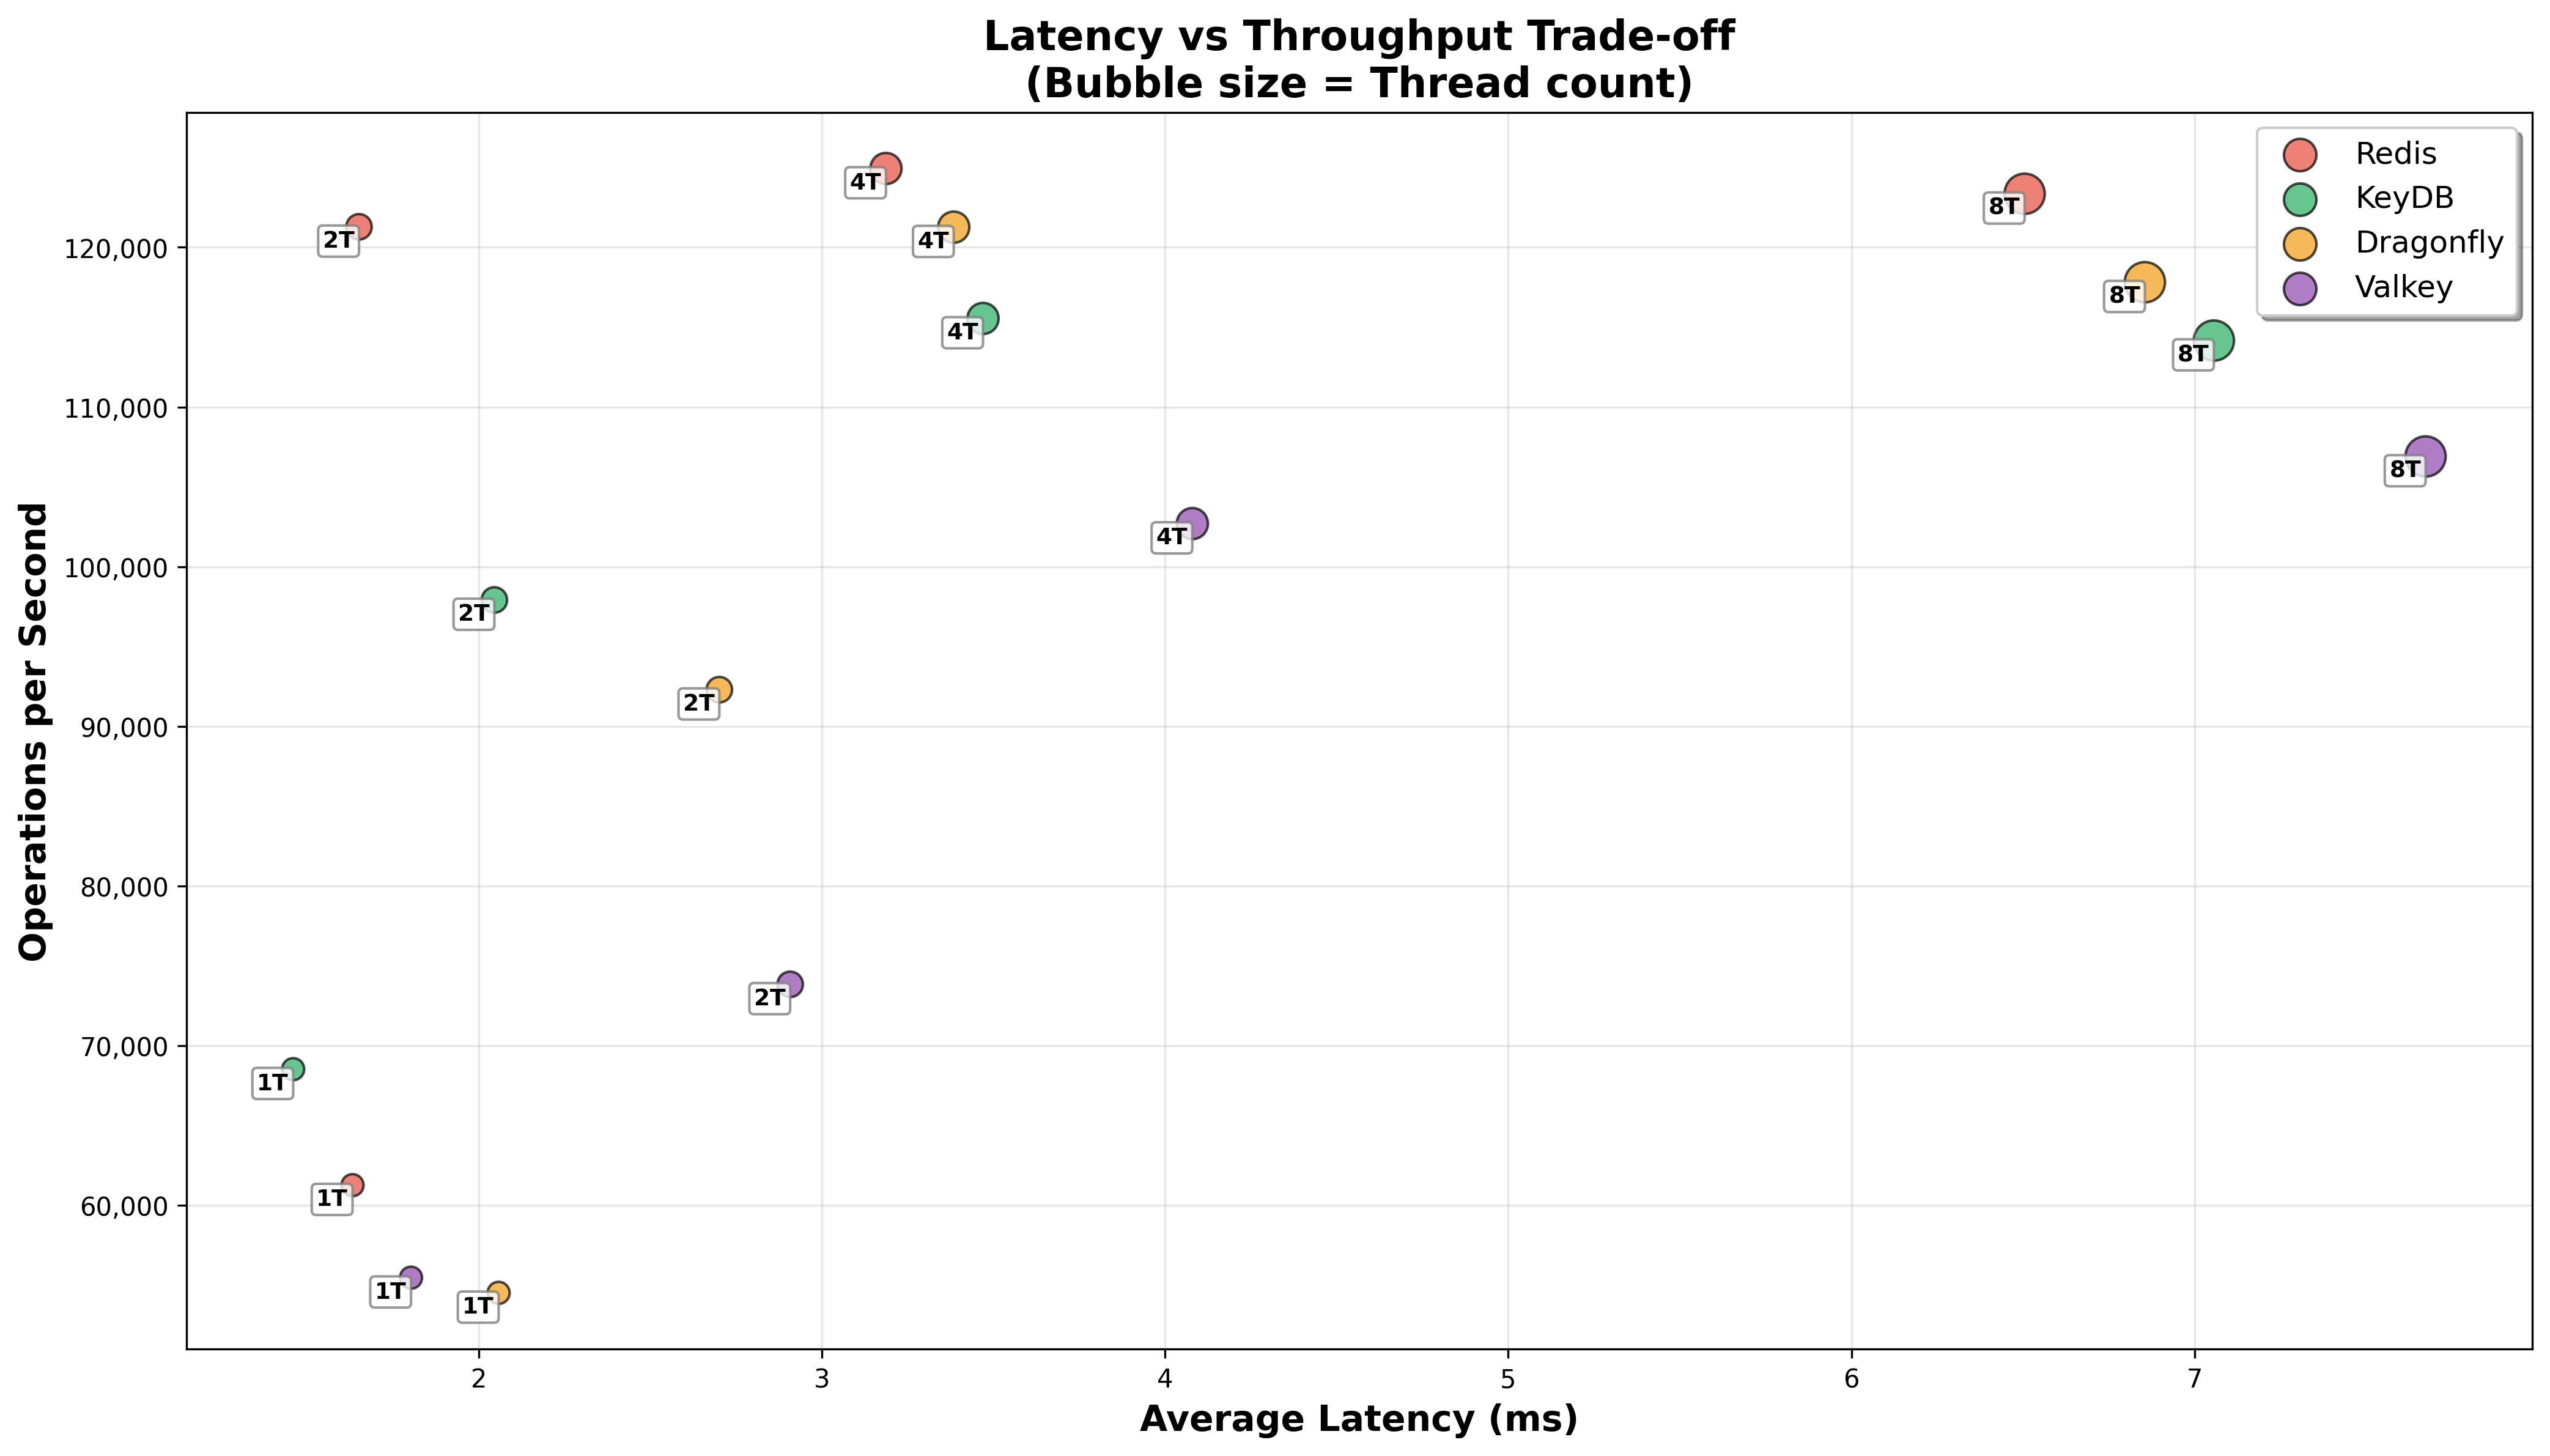 Latency vs Throughput Trade-off
(Bubble size = Thread count)
Redis
KeyDB
Dragonfly
Valkey
4T
8T
2T
4T
8T
4T
8T
8T
4T
2T
2T
2T
1T
1T
1T
1T
120,000
110,000
100,000
90,000
80,000
70,000
60,000
Operations per Second
2
3
4
5
6
7
Average Latency (ms)